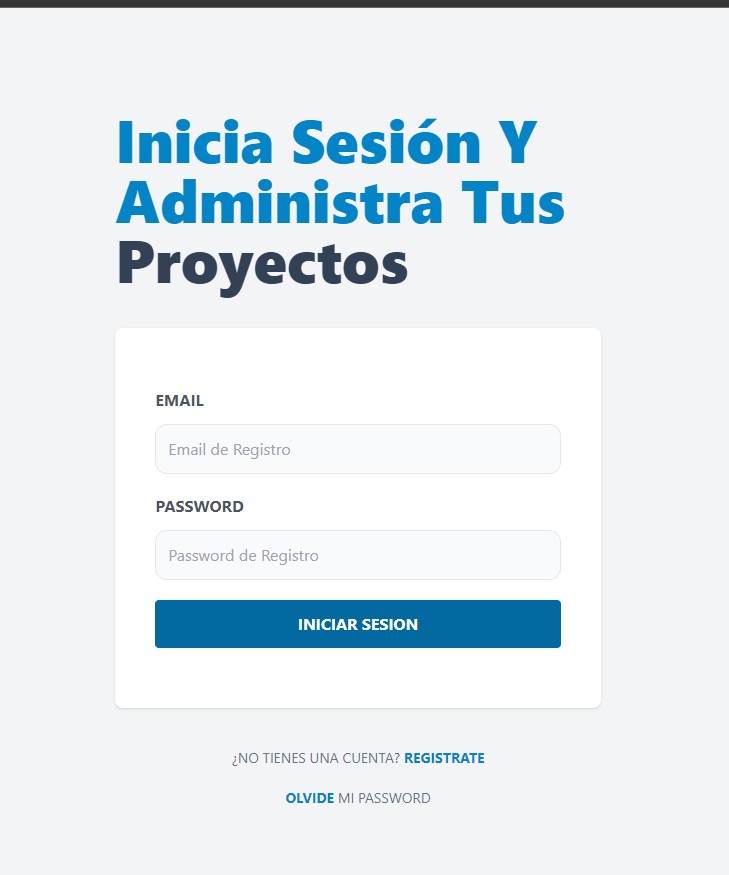 Inicia Sesión Y
Administra Tus
Proyectos
EMAIL
Email de Registro
PASSWORD
Password de Registro
INICIAR SESION
¿NO TIENES UNA CUENTA? REGISTRATE
OLVIDE MI PASSWORD